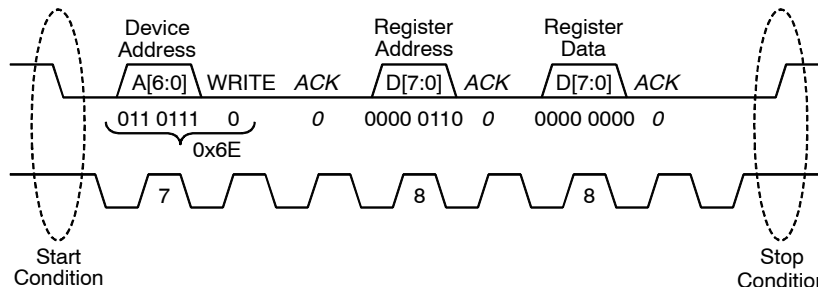 Device Address
Register Address
Register Data
A[6:0] WRITE ACK D[7:0] ACK D[7:0] ACK
011 0111 0 0 0000 0110 0 0000 0000 0
0x6E
7 8 8
Start Condition
Stop